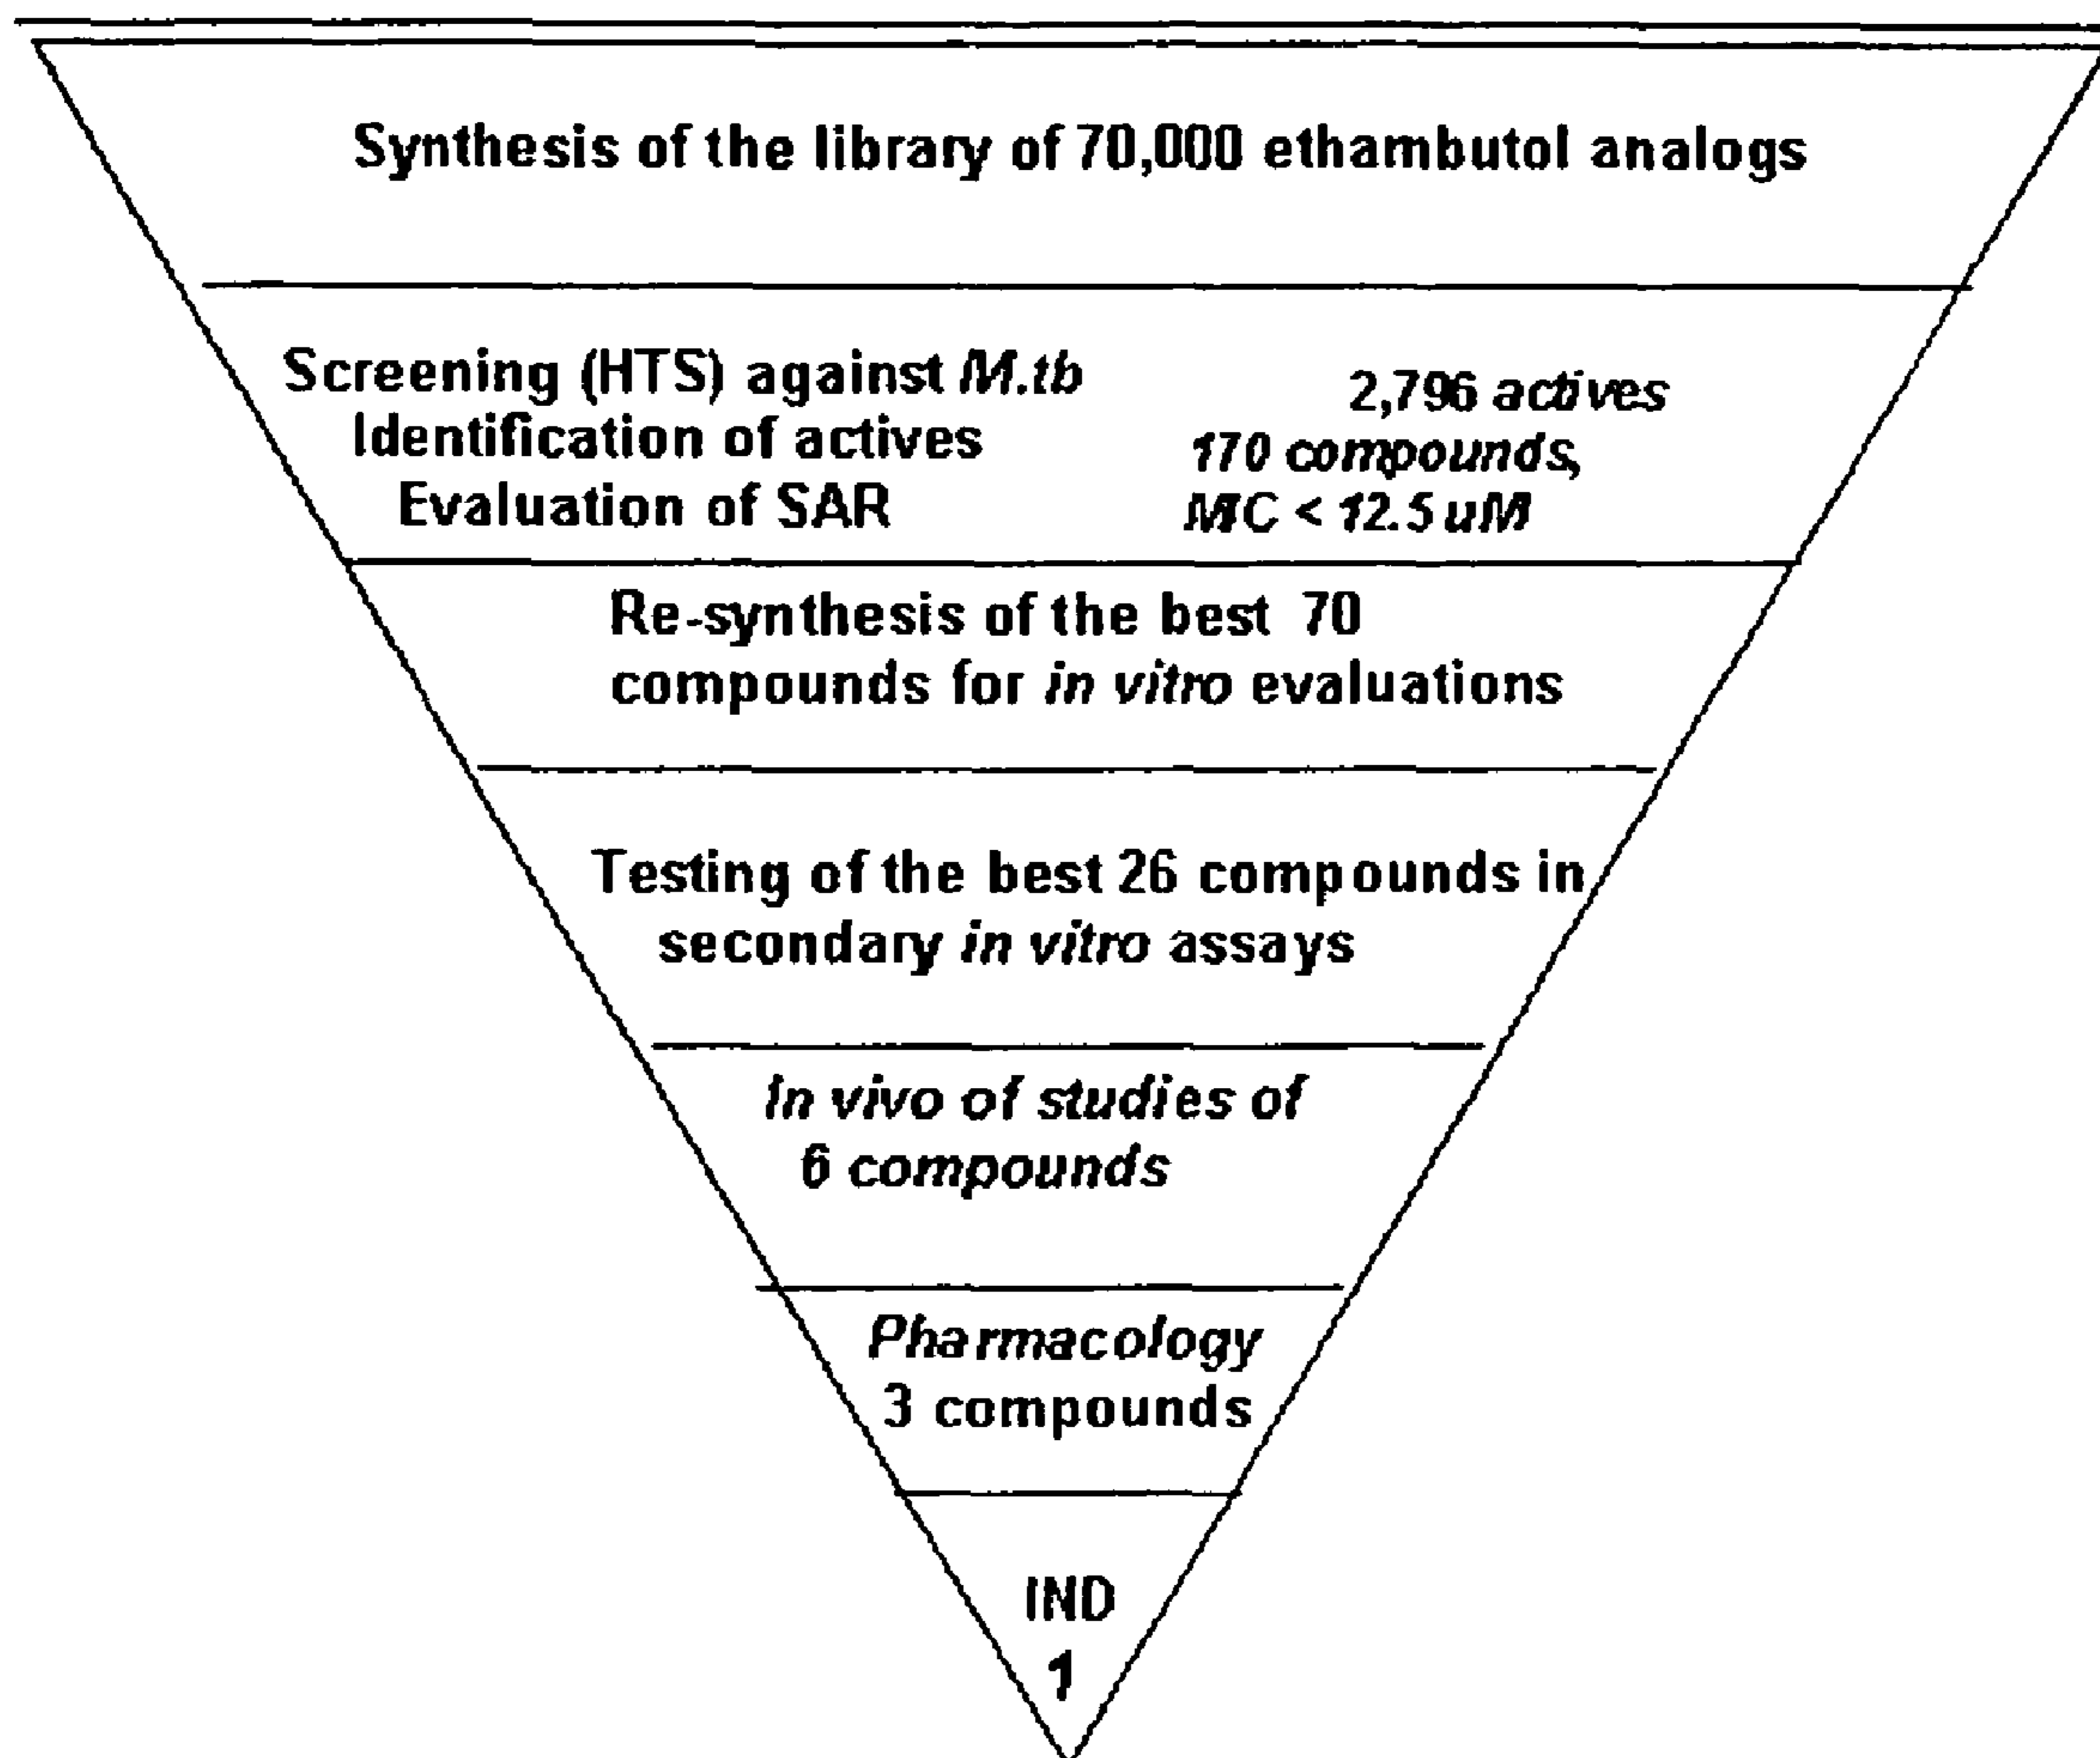 Synthesis of the library of 70,000 ethambutol analogs
Screening (HTS) against M.tb
Identification of actives
Evaluation of SAR
2,796 actives
170 compounds,
MIC < 12.5 uM
Re-synthesis of the best 70
compounds for in vitro evaluations
Testing of the best 26 compounds in
secondary in vitro assays
In vivo of studies of
6 compounds
Pharmacology
3 compounds
IND
1